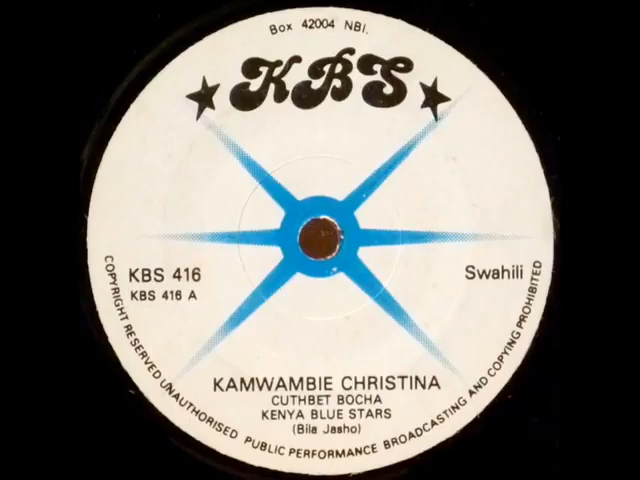 Box 42004 NBI.
KBS
KBS 416
KBS 416 A
Swahili
KAMWAMBIE CHRISTINA
CUTHBET BOCHA
KENYA BLUE STARS
(Bila Jasho)
COPYRIGHT RESERVED UNAUTHORISED PUBLIC PERFORMANCE BROADCASTING AND COPYING PROHIBITED